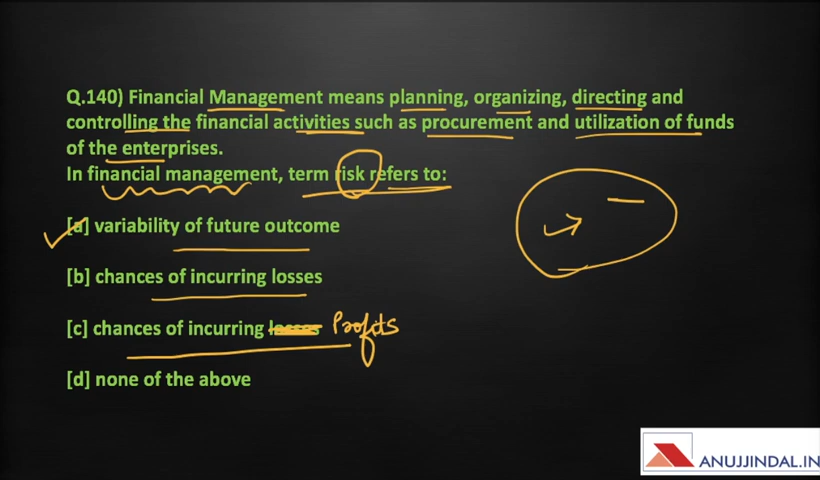 Q.140) Financial Management means planning, organizing, directing and
controlling the financial activities such as procurement and utilization of funds
of the enterprises.
In financial management, term risk refers to:
[a] variability of future outcome
[b] chances of incurring losses
[c] chances of incurring losses Profits
[d] none of the above
ANUJJINDAL.IN